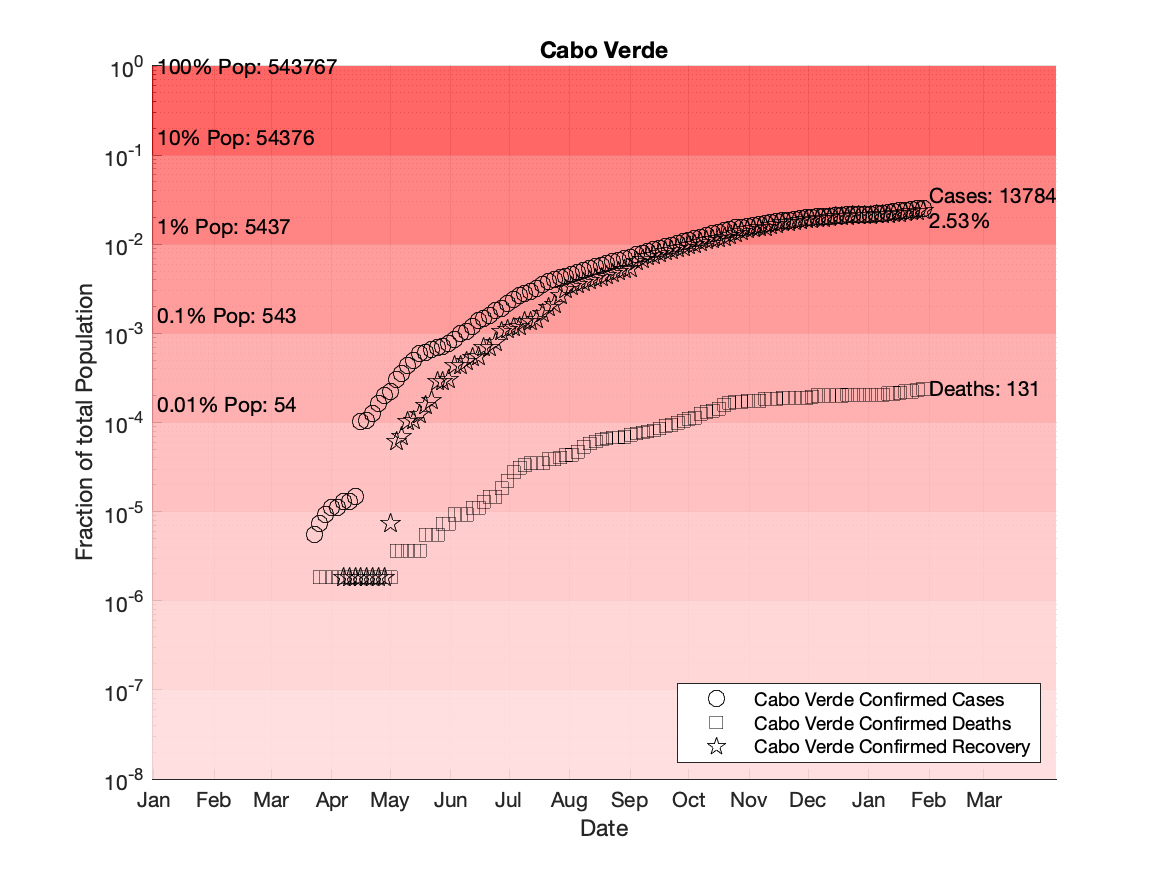 Cabo Verde
10^0
100% Pop: 543767
10% Pop: 54376
10^-1
1% Pop: 5437
10^-2
0.1% Pop: 543
10^-3
0.01% Pop: 54
10^-4
10^-5
10^-6
10^-7
10^-8
Fraction of total Population
Cases: 13784
2.53%
Deaths: 131
Cabo Verde Confirmed Cases
Cabo Verde Confirmed Deaths
Cabo Verde Confirmed Recovery
Jan Feb Mar Apr May Jun Jul Aug Sep Oct Nov Dec Jan Feb Mar
Date